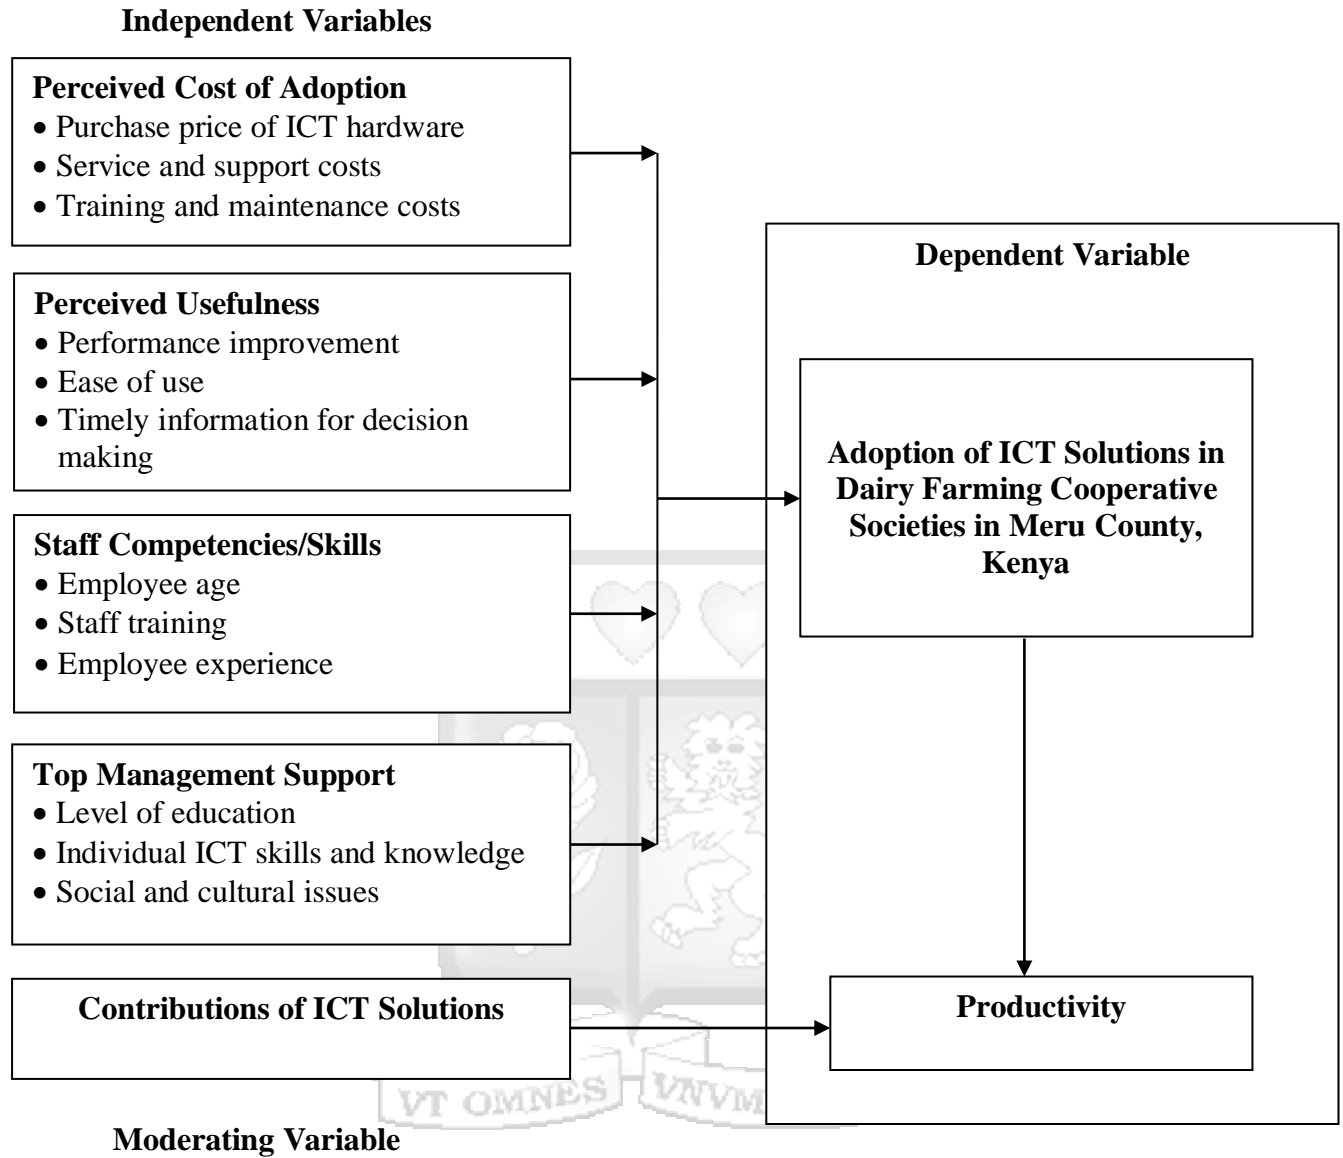 Independent Variables
Perceived Cost of Adoption
• Purchase price of ICT hardware
• Service and support costs
• Training and maintenance costs
Perceived Usefulness
• Performance improvement
• Ease of use
• Timely information for decision
making
Staff Competencies/Skills
• Employee age
• Staff training
• Employee experience
Top Management Support
• Level of education
• Individual ICT skills and knowledge
• Social and cultural issues
Contributions of ICT Solutions
Moderating Variable
Dependent Variable
Adoption of ICT Solutions in
Dairy Farming Cooperative
Societies in Meru County,
Kenya
Productivity
VT OMNES
VNVM